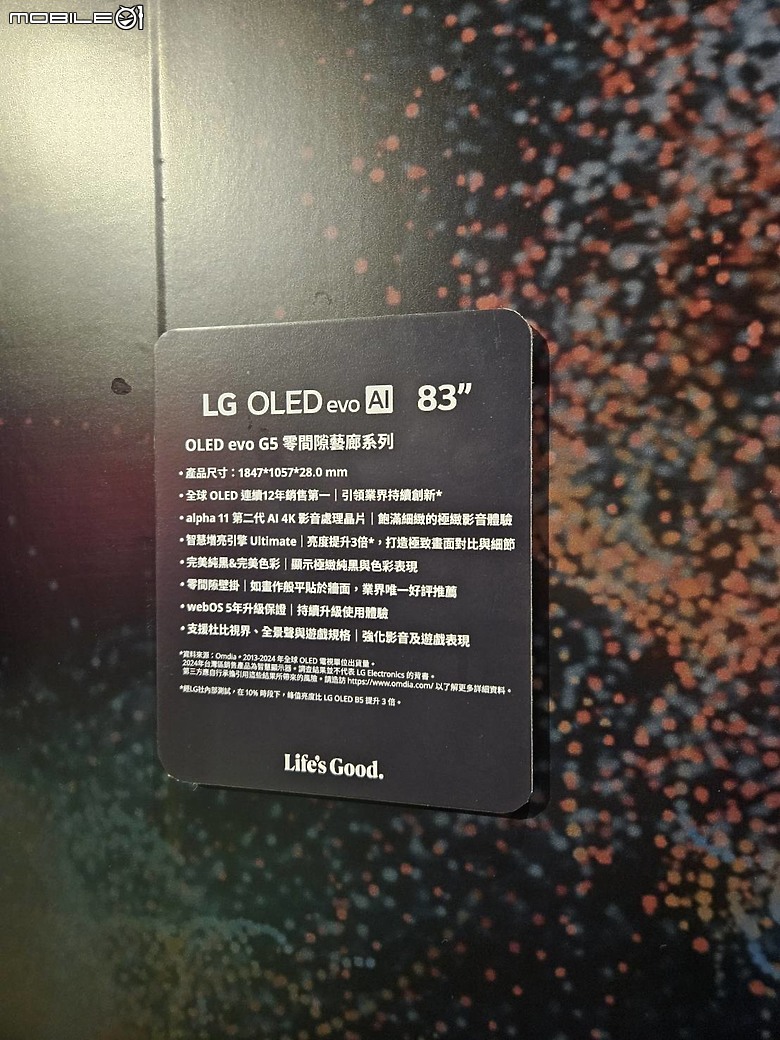 MOBILE01
LG OLED evo AI 83”
OLED evo G5 零間隙藝廊系列
•產品尺寸：1847*1057*28.0 mm
•全球 OLED 連續12年銷售第一｜引領業界持續創新*
•alpha 11 第二代 AI 4K 影音處理晶片｜飽滿細緻的極緻影音體驗
•智慧增亮引擎 Ultimate｜亮度提升3倍*，打造極致畫面對比與細節
•完美純黑&完美色彩｜顯示極緻純黑與色彩表現
•零間隙壁掛｜如畫作般平貼於牆面，業界唯一好評推薦
•webOS 5年升級保證｜持續升級使用體驗
•支援杜比視界、全景聲與遊戲規格｜強化影音及遊戲表現
*資料來源：Omdia。2013-2024 年全球 OLED 電視單位出貨量。
2024年台灣區銷售產品為智慧顯示器。調查結果並不代表 LG Electronics 的背書。
第三方應自行承擔引用這些結果所帶來的風險。請造訪 https://www.omdia.com/ 以了解更多詳細資料。
*經LG社內部測試，在 10% 時段下，峰值亮度比 LG OLED B5 提升 3 倍。
Life's Good.